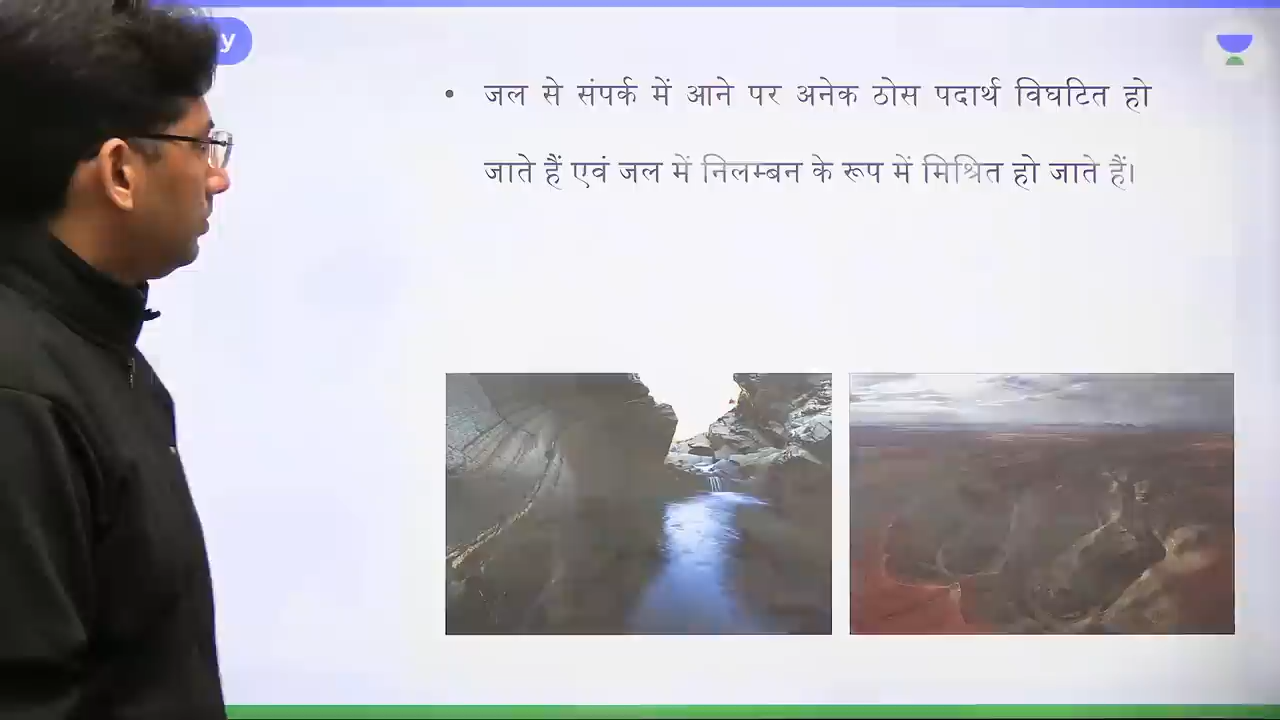 y
• जल से संपर्क में आने पर अनेक ठोस पदार्थ विघटित हो
जाते हैं एवं जल में निलम्बन के रूप में मिश्रित हो जाते हैं।